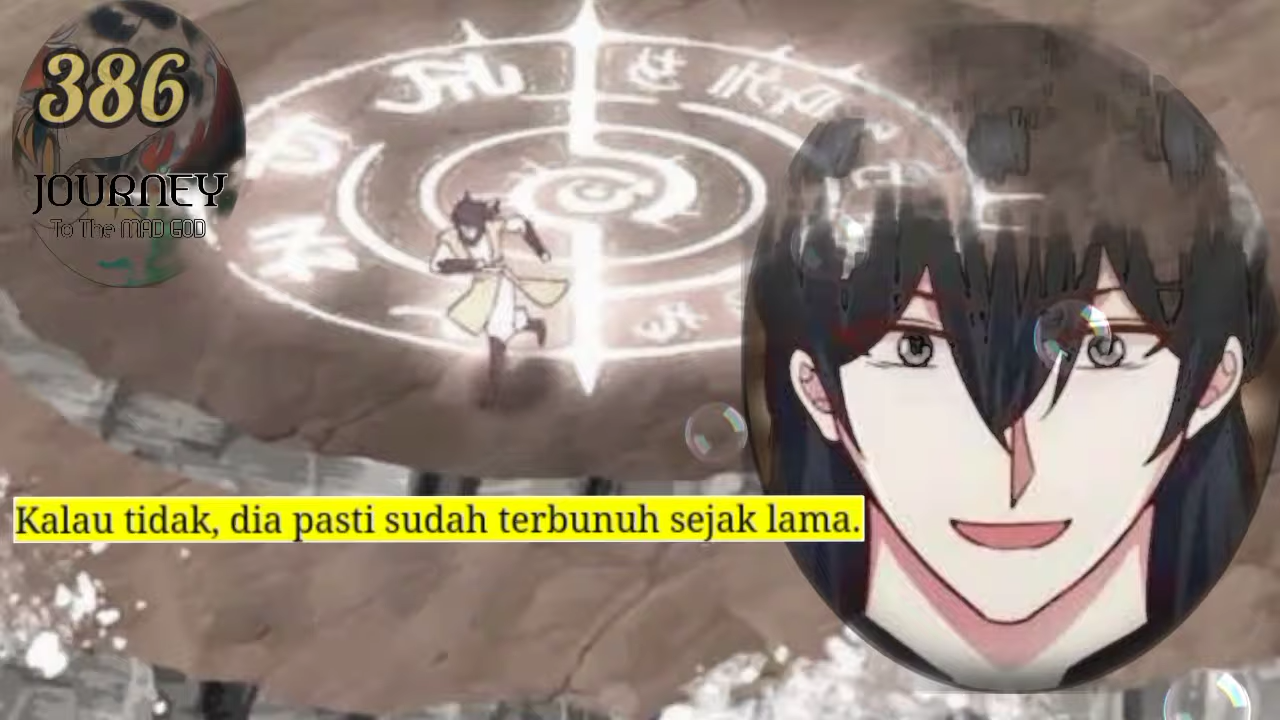 386
JOURNEY
To The MAD GOD
Kalau tidak, dia pasti sudah terbunuh sejak lama.